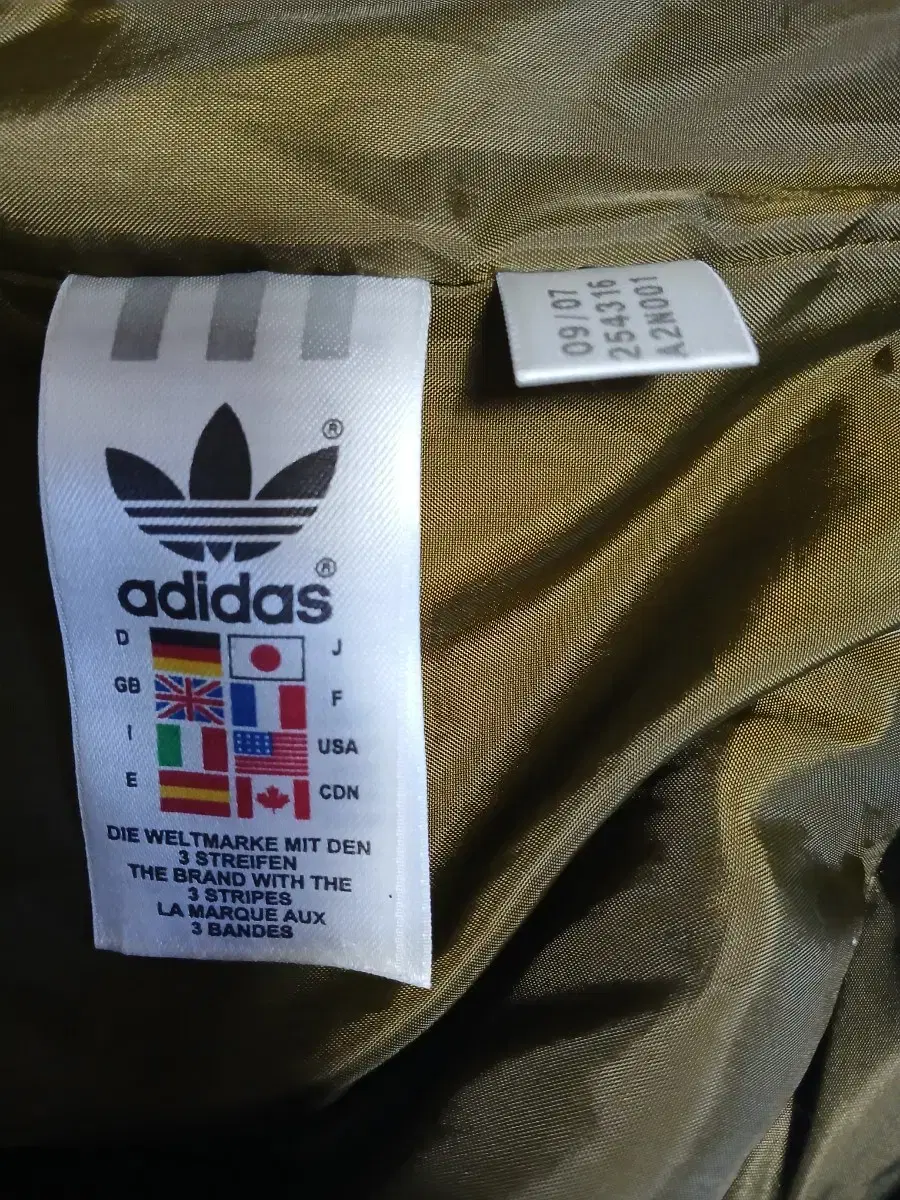 ®
adidas®
D J
GB F
I USA
E CDN
DIE WELTMARKE MIT DEN
3 STREIFEN
THE BRAND WITH THE
3 STRIPES
LA MARQUE AUX
3 BANDES
09/07
254316
A2N001